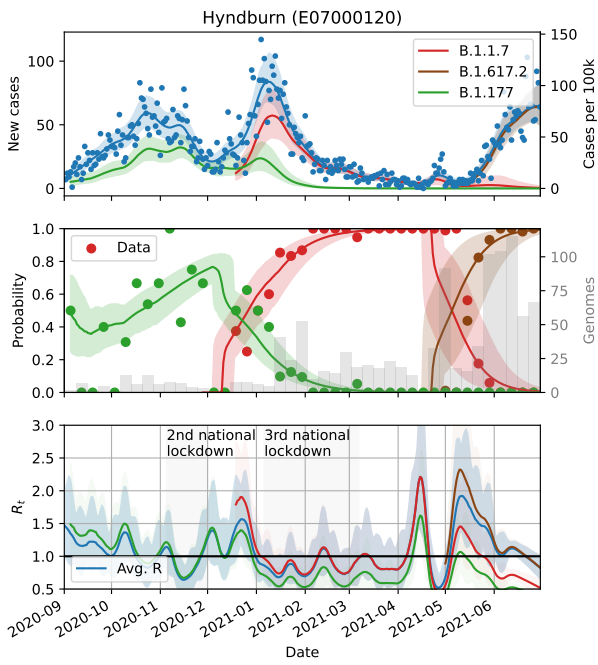 Hyndburn (E07000120)
New cases
0
50
100
B.1.1.7
B.1.617.2
B.1.177
0
50
100
150
Cases per 100k
Probability
0.0
0.2
0.4
0.6
0.8
1.0
Data
0
25
50
75
100
Genomes
Rt
0.5
1.0
1.5
2.0
2.5
3.0
2nd national
lockdown
3rd national
lockdown
Avg. R
2020-09
2020-10
2020-11
2020-12
2021-01
2021-02
2021-03
2021-04
2021-05
2021-06
Date